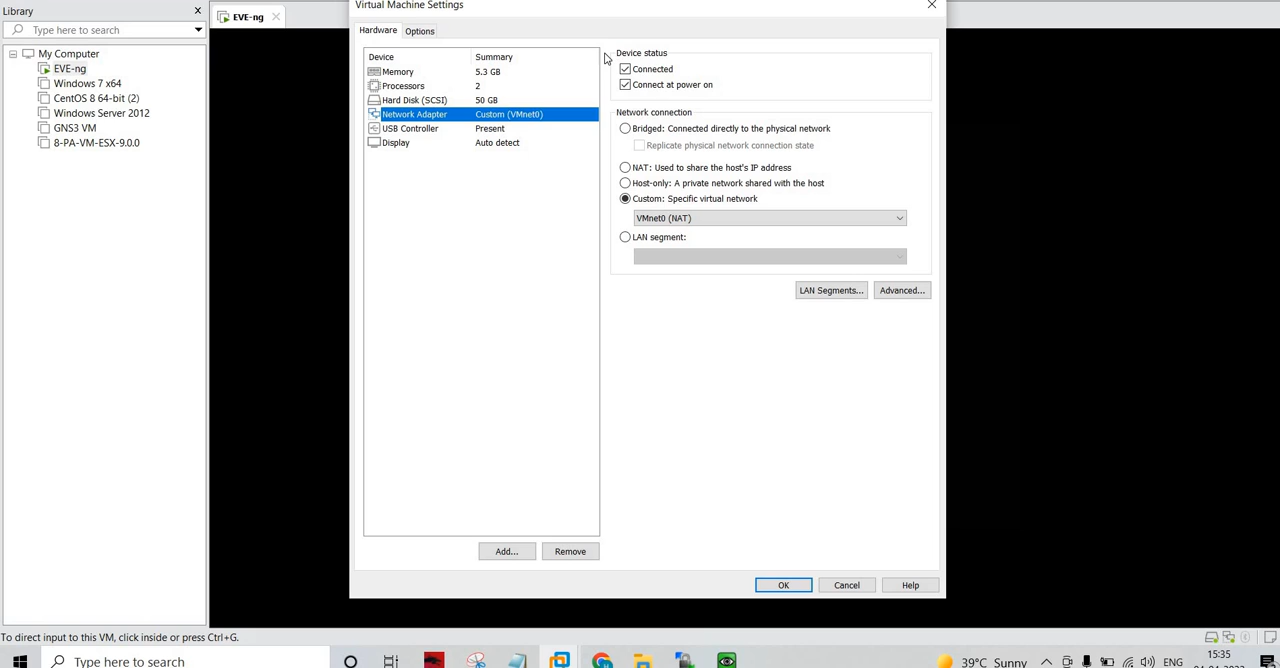 Library
EVE-ng
Virtual Machine Settings
Type here to search
My Computer
EVE-ng
Windows 7 x64
CentOS 8 64-bit (2)
Windows Server 2012
GNS3 VM
8-PA-VM-ESX-9.0.0
Hardware
Options
Device Summary
Memory 5.3 GB
Processors 2
Hard Disk (SCSI) 50 GB
Network Adapter Custom (VMnet0)
USB Controller Present
Display Auto detect
Device status
Connected
Connect at power on
Network connection
Bridged: Connected directly to the physical network
Replicate physical network connection state
NAT: Used to share the host's IP address
Host-only: A private network shared with the host
Custom: Specific virtual network
VMnet0 (NAT)
LAN segment:
LAN Segments...
Advanced...
Add...
Remove
OK
Cancel
Help
To direct input to this VM, click inside or press Ctrl+G.
Type here to search
39°C Sunny
ENG
15:35